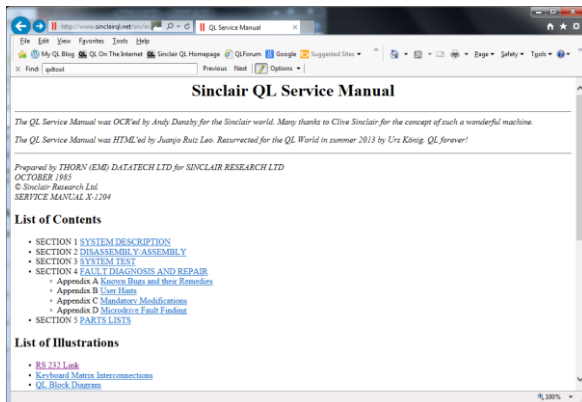 http://www.sinclairql.net/srv/in
QL Service Manual
File Edit View Favorites Tools Help
My QL Blog QL On The Internet Sinclair QL Homepage QLForum Google Suggested Sites
Page Safety Tools
Find: qxltool Previous Next Options
Sinclair QL Service Manual
The QL Service Manual was OCR'ed by Andy Dansby for the Sinclair world. Many thanks to Clive Sinclair for the concept of such a wonderful machine.
The QL Service Manual was HTML'ed by Juanjo Ruiz Leo. Resurrected for the QL World in summer 2013 by Urs König. QL forever!
Prepared by THORN (EMI) DATATECH LTD for SINCLAIR RESEARCH LTD
OCTOBER 1985
© Sinclair Research Ltd.
SERVICE MANUAL X-1204
List of Contents
• SECTION 1 SYSTEM DESCRIPTION
• SECTION 2 DISASSEMBLY/ASSEMBLY
• SECTION 3 SYSTEM TEST
• SECTION 4 FAULT DIAGNOSIS AND REPAIR
◦ Appendix A Known Bugs and their Remedies
◦ Appendix B User Hints
◦ Appendix C Mandatory Modifications
◦ Appendix D Microdrive Fault Finding
• SECTION 5 PARTS LISTS
List of Illustrations
• RS 232 Link
• Keyboard Matrix Interconnections
• QL Block Diagram
100%